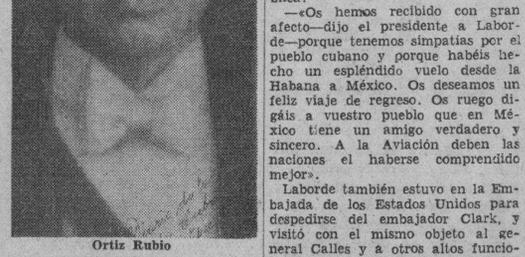 —«Os hemos recibido con gran
afecto—dijo el presidente a Labor-
de—porque tenemos simpatías por el
pueblo cubano y porque habéis he-
cho un espléndido vuelo desde la
Habana a México. Os deseamos un
feliz viaje de regreso. Os ruego di-
gáis a vuestro pueblo que en Mé-
xico tiene un amigo verdadero y
sincero. A la Aviación deben las
naciones el haberse comprendido
mejor».
Laborde también estuvo en la Em-
bajada de los Estados Unidos para
despedirse del embajador Clark, y
visitó con el mismo objeto al ge-
neral Calles y a otros altos funcio-
Ortiz Rubio